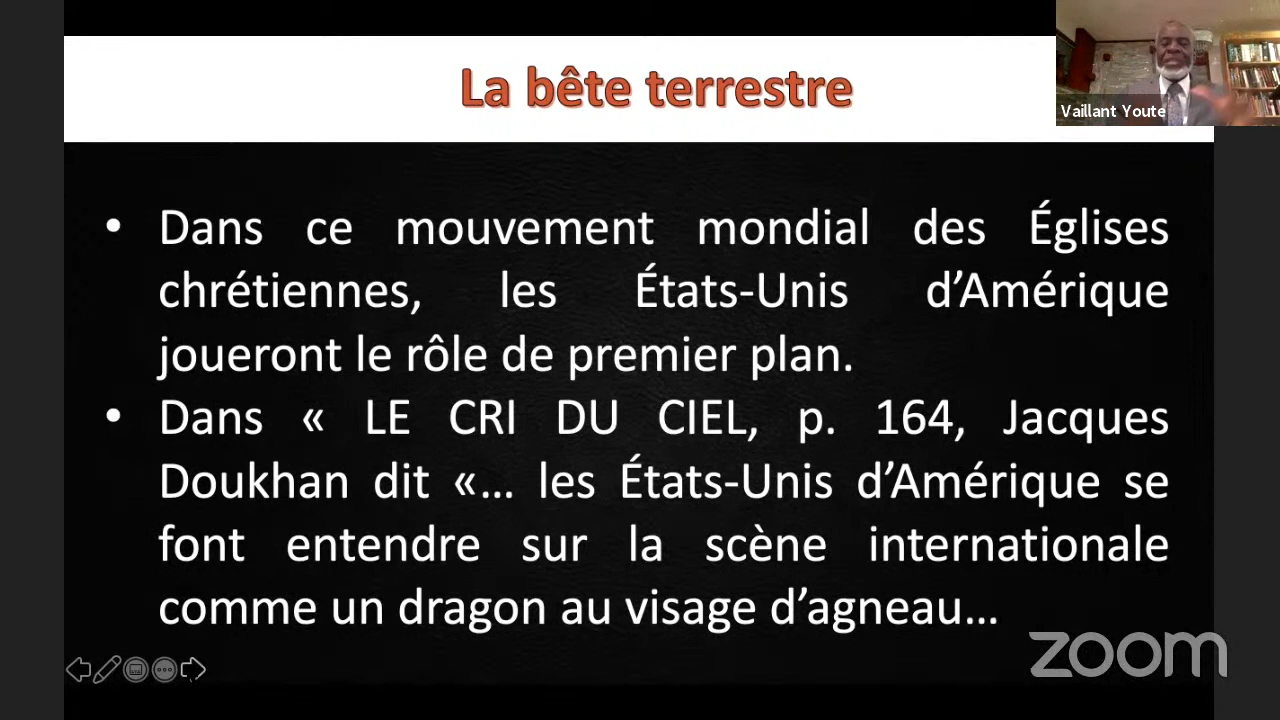 La bête terrestre
Vaillant Youte
• Dans ce mouvement mondial des Églises
chrétiennes, les États-Unis d’Amérique
joueront le rôle de premier plan.
• Dans « LE CRI DU CIEL, p. 164, Jacques
Doukhan dit «… les États-Unis d’Amérique se
font entendre sur la scène internationale
comme un dragon au visage d’agneau…
zoom